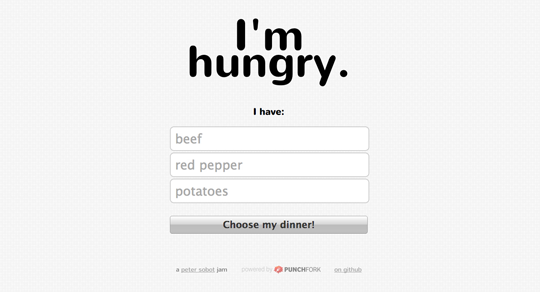 I'm
hungry.
I have:
beef
red pepper
potatoes
Choose my dinner!
a peter sobot jam powered by PUNCHFORK on github